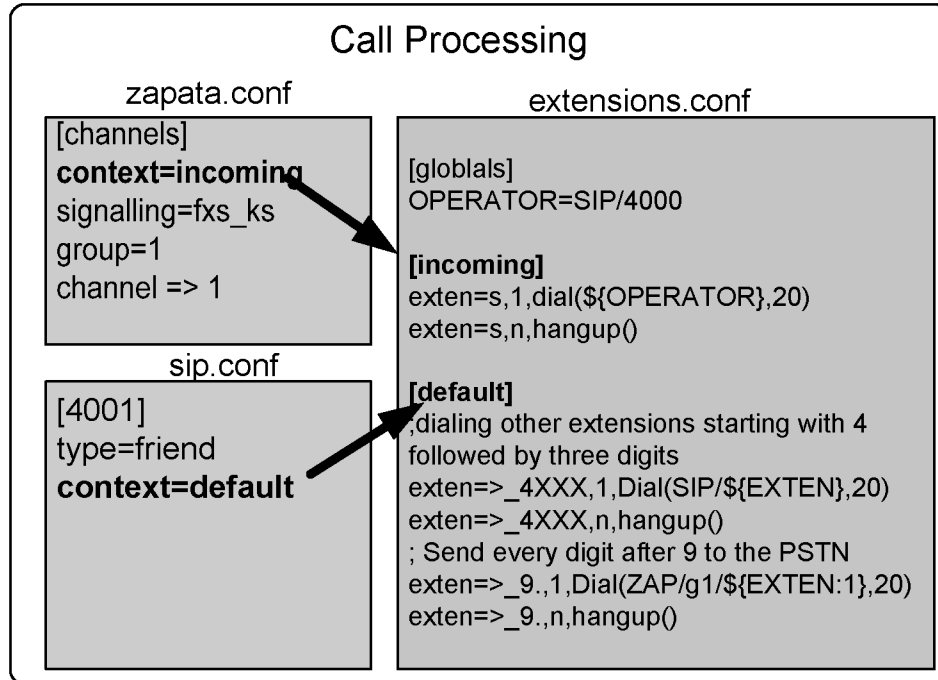 Call Processing
zapata.conf
[channels]
context=incoming
signalling=fxs_ks
group=1
channel => 1
sip.conf
[4001]
type=friend
context=default
extensions.conf
[globlals]
OPERATOR=SIP/4000
[incoming]
exten=s,1,dial(${OPERATOR},20)
exten=s,n,hangup()
[default]
;dialing other extensions starting with 4
followed by three digits
exten=>_4XXX,1,Dial(SIP/${EXTEN},20)
exten=>_4XXX,n,hangup()
; Send every digit after 9 to the PSTN
exten=>_9.,1,Dial(ZAP/g1/${EXTEN:1},20)
exten=>_9.,n,hangup()